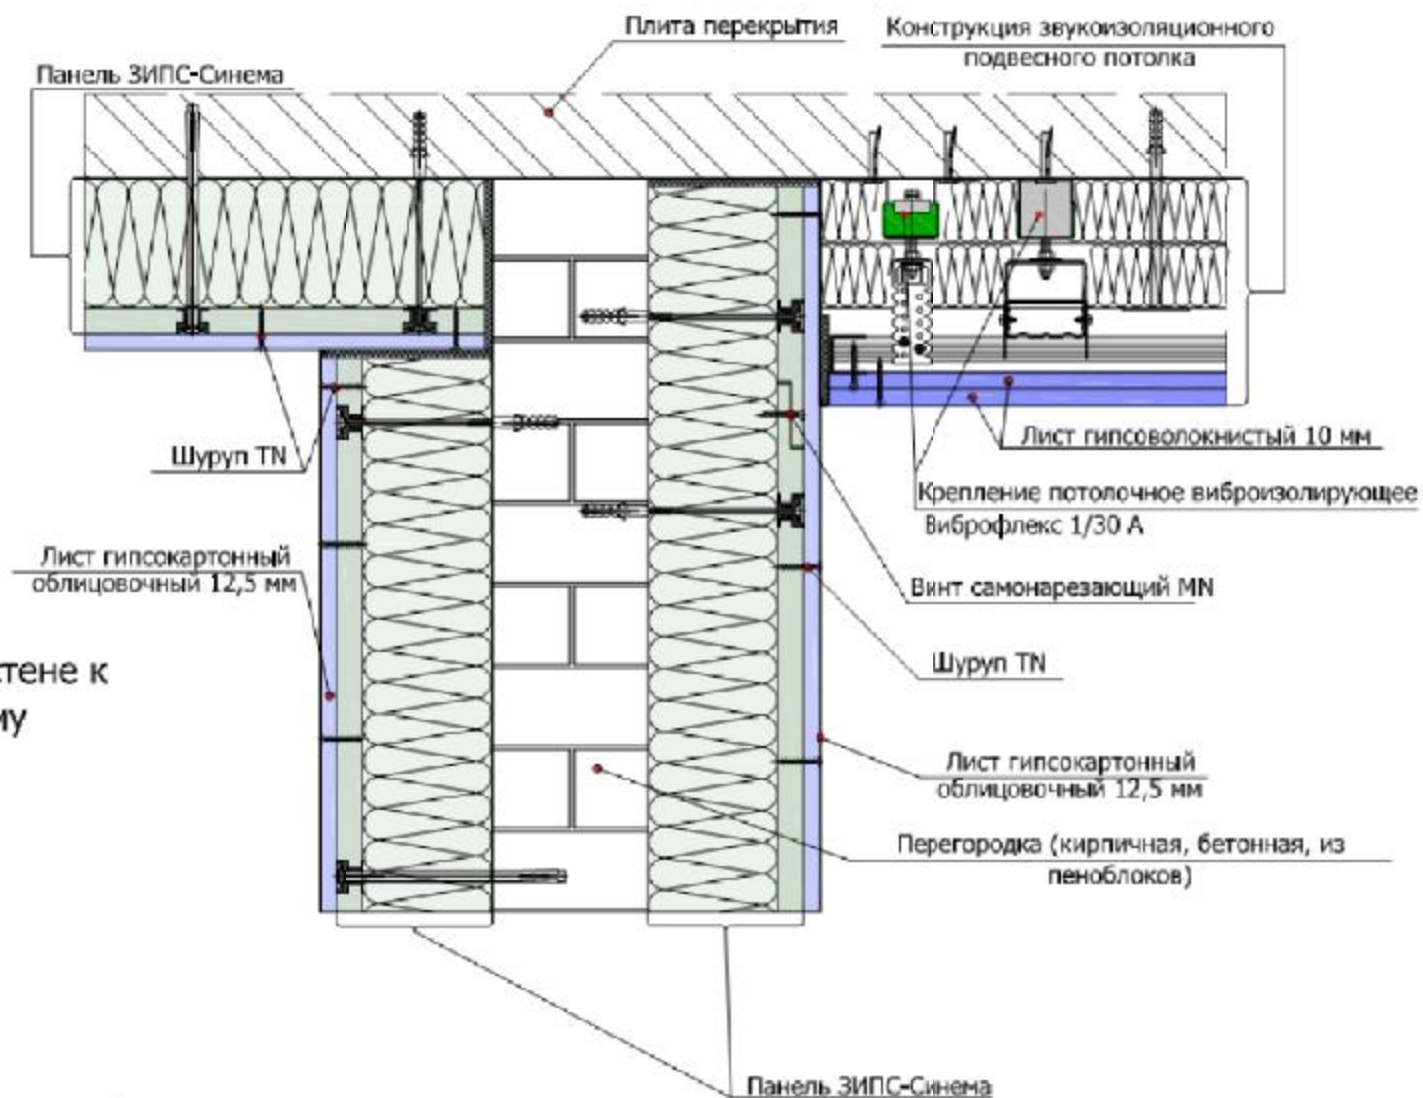 Плита перекрытия
Конструкция звукоизоляционного
подвесного потолка
Панель ЗИПС-Синема
Шуруп TN
Лист гипсоволокнистый 10 мм
Крепление потолочное виброизолирующее
Виброфлекс 1/30 А
Лист гипсокартонный
облицовочный 12,5 мм
Винт самонарезающий MN
Шуруп TN
стене к
му
Лист гипсокартонный
облицовочный 12,5 мм
Перегородка (кирпичная, бетонная, из
пеноблоков)
Панель ЗИПС-Синема